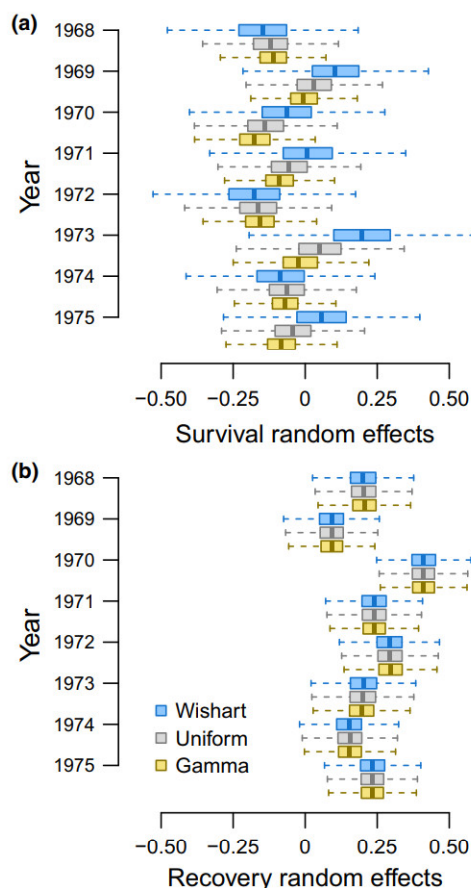 (a)
1968
1969
1970
1971
1972
1973
1974
1975
Year
−0.50 −0.25 0 0.25 0.50
Survival random effects
(b)
1968
1969
1970
1971
1972
1973
1974
1975
Year
Wishart
Uniform
Gamma
−0.50 −0.25 0 0.25 0.50
Recovery random effects